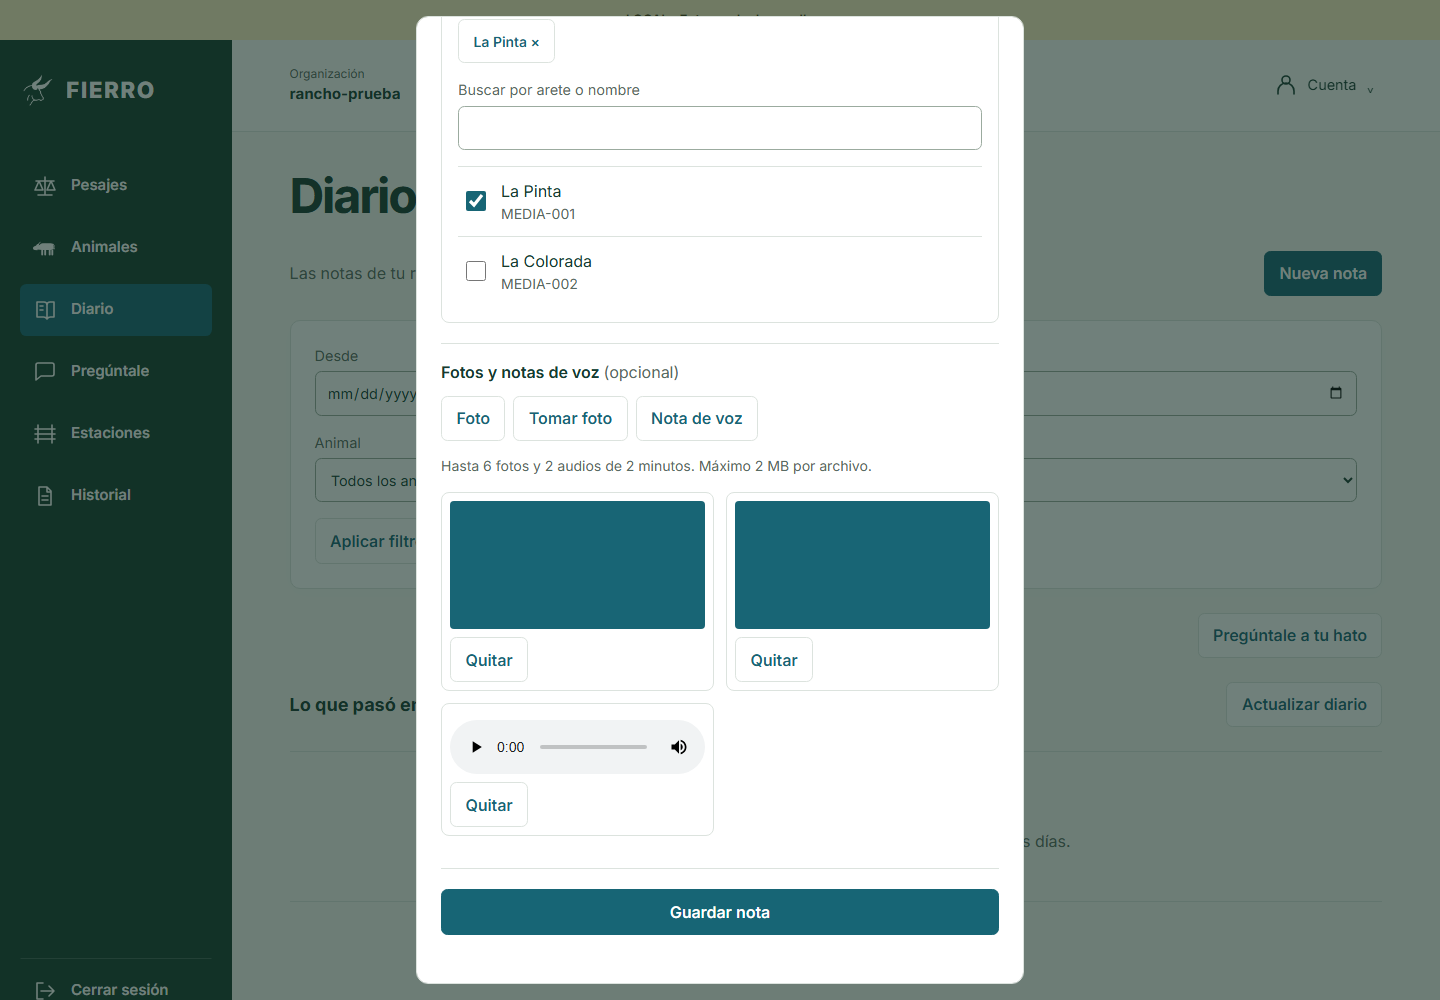 FIERRO
Organización
rancho-prueba
Cuenta
Pesajes
Animales
Diario
Pregúntale
Estaciones
Historial
Cerrar sesión
Diario
Las notas de tu
Nueva nota
Desde
mm/dd/yyyy
Animal
Todos los an
Aplicar filtr
Pregúntale a tu hato
Lo que pasó en
Actualizar diario
s días.
La Pinta ×
Buscar por arete o nombre
La Pinta
MEDIA-001
La Colorada
MEDIA-002
Fotos y notas de voz (opcional)
Foto
Tomar foto
Nota de voz
Hasta 6 fotos y 2 audios de 2 minutos. Máximo 2 MB por archivo.
Quitar
Quitar
0:00
Quitar
Guardar nota